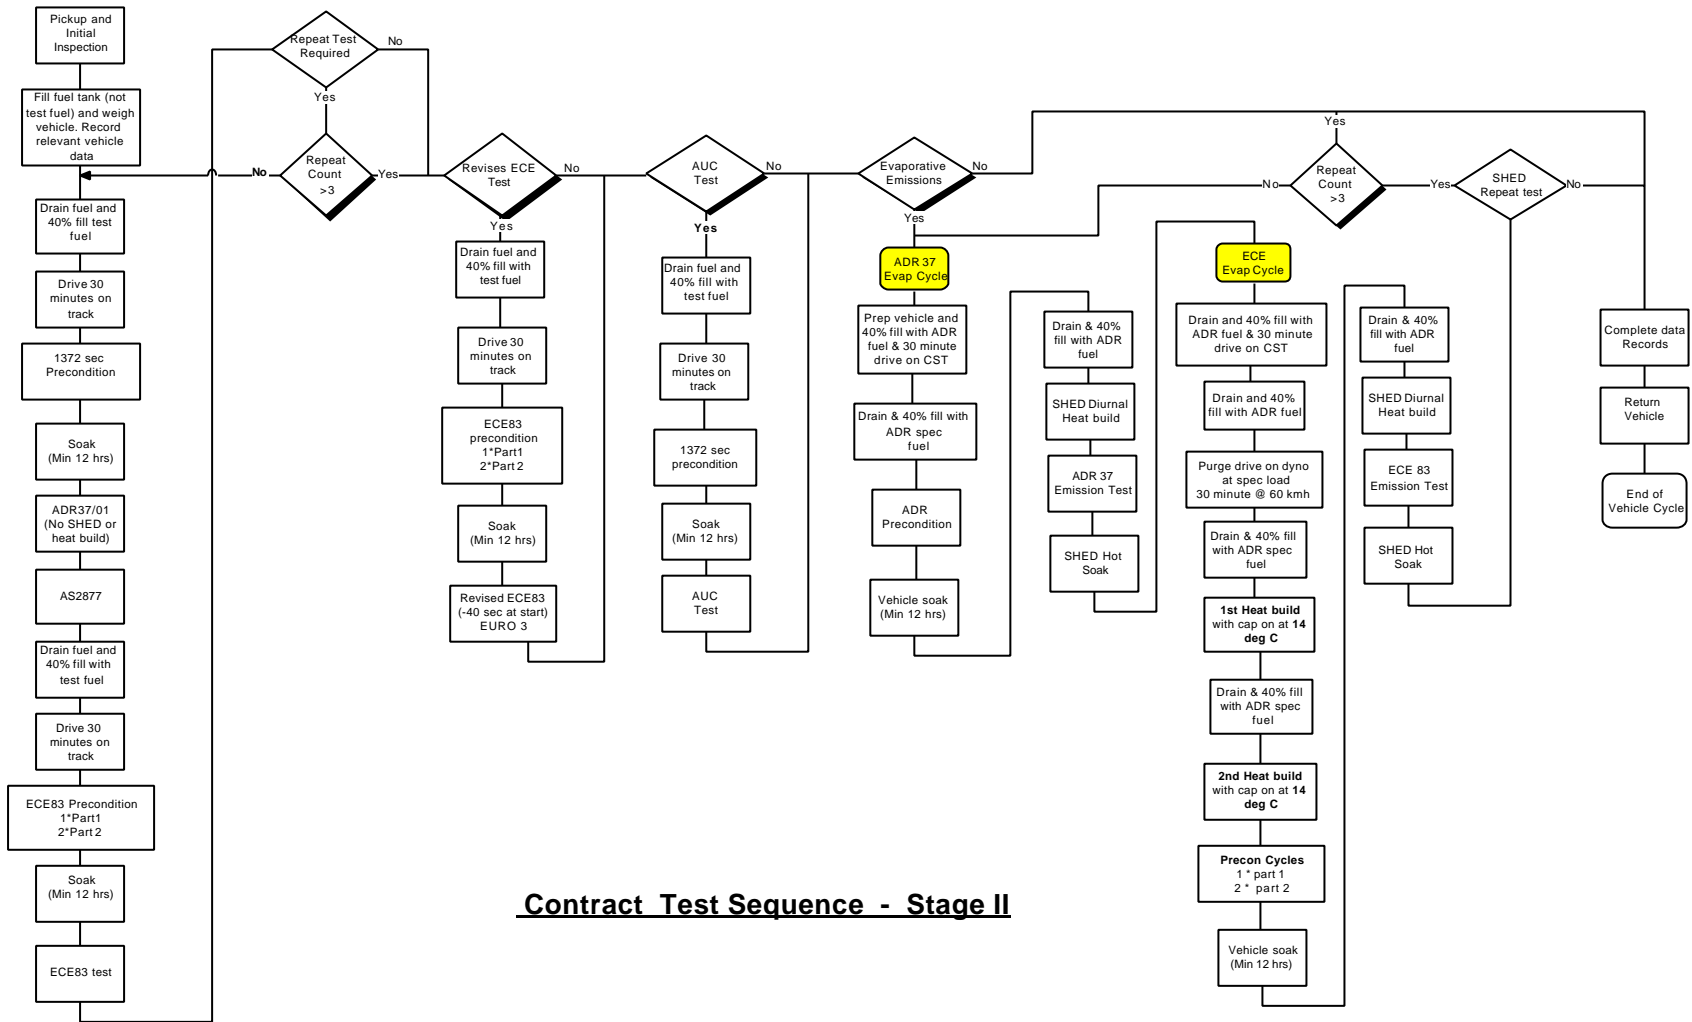 Pickup and
Initial
Inspection
Fill fuel tank (not
test fuel) and weigh
vehicle. Record
relevant vehicle
data
Drain fuel and
40% fill test
fuel
Drive 30
minutes on
track
1372 sec
Precondition
Soak
(Min 12 hrs)
ADR37/01
(No SHED or
heat build)
AS2877
Drain fuel and
40% fill with
test fuel
Drive 30
minutes on
track
ECE83 Precondition
1*Part1
2*Part 2
Soak
(Min 12 hrs)
ECE83 test
Repeat Test
Required
No
Yes
Repeat
Count
>3
No
Yes
Revises ECE
Test
No
Yes
Drain fuel and
40% fill with
test fuel
Drive 30
minutes on
track
ECE83
precondition
1*Part1
2*Part 2
Soak
(Min 12 hrs)
Revised ECE83
(-40 sec at start)
EURO 3
AUC
Test
No
Yes
Drain fuel and
40% fill with
test fuel
Drive 30
minutes on
track
1372 sec
precondition
Soak
(Min 12 hrs)
AUC
Test
Evaporative
Emissions
No
Yes
ADR 37
Evap Cycle
Prep vehicle and
40% fill with ADR
fuel & 30 minute
drive on CST
Drain & 40% fill with
ADR spec
fuel
ADR
Precondition
Vehicle soak
(Min 12 hrs)
Drain & 40%
fill with ADR
fuel
SHED Diurnal
Heat build
ADR 37
Emission Test
SHED Hot
Soak
Yes
Repeat
Count
>3
No
Yes
ECE
Evap Cycle
Drain and 40% fill with
ADR fuel & 30 minute
drive on CST
Drain and 40%
fill with ADR fuel
Purge drive on dyno
at spec load
30 minute @ 60 kmh
Drain & 40% fill
with ADR spec
fuel
1st Heat build
with cap on at 14
deg C
Drain & 40% fill
with ADR spec
fuel
2nd Heat build
with cap on at 14
deg C
Precon Cycles
1 * part 1
2 * part 2
Vehicle soak
(Min 12 hrs)
SHED
Repeat test
No
Drain & 40%
fill with ADR
fuel
SHED Diurnal
Heat build
ECE 83
Emission Test
SHED Hot
Soak
Complete data
Records
Return
Vehicle
End of
Vehicle Cycle
Contract Test Sequence - Stage II